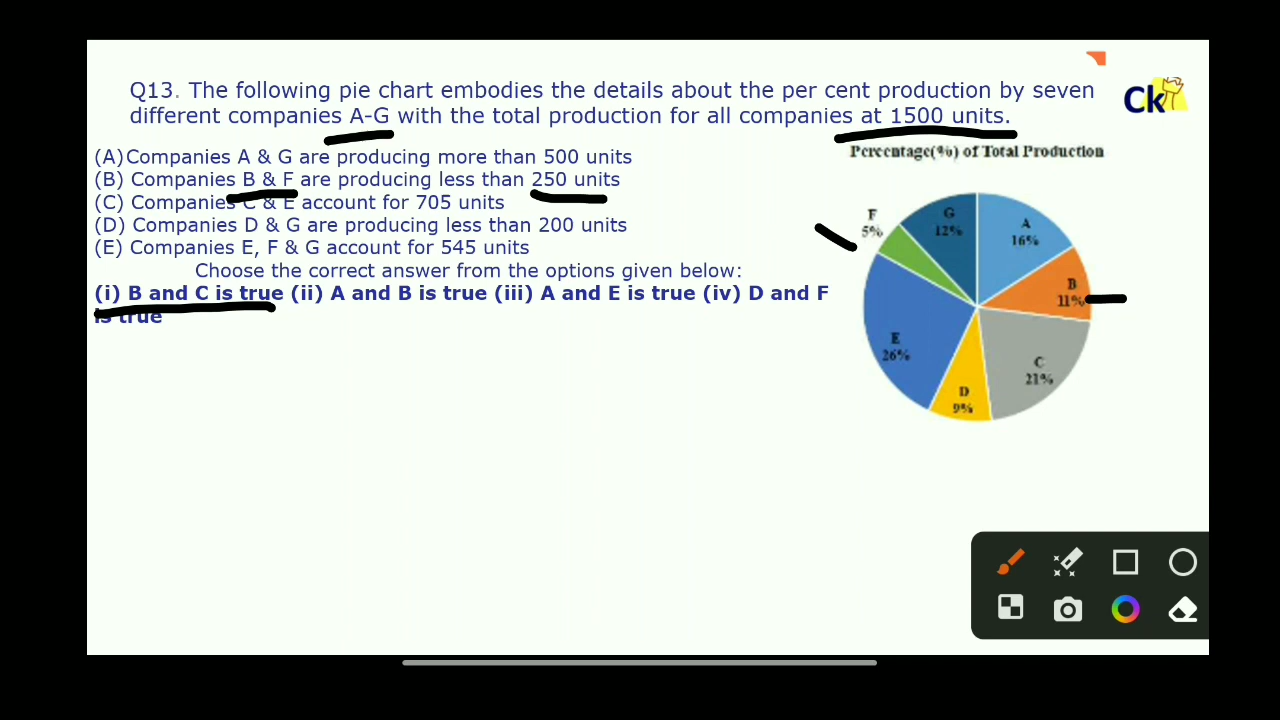 Q13. The following pie chart embodies the details about the per cent production by seven
different companies A-G with the total production for all companies at 1500 units.
(A)Companies A & G are producing more than 500 units
(B) Companies B & F are producing less than 250 units
(C) Companies C & E account for 705 units
(D) Companies D & G are producing less than 200 units
(E) Companies E, F & G account for 545 units
Choose the correct answer from the options given below:
(i) B and C is true (ii) A and B is true (iii) A and E is true (iv) D and F
is true
Ck
Percentage(%) of Total Production
A
16%
B
11%
C
21%
D
9%
E
26%
F
5%
G
12%